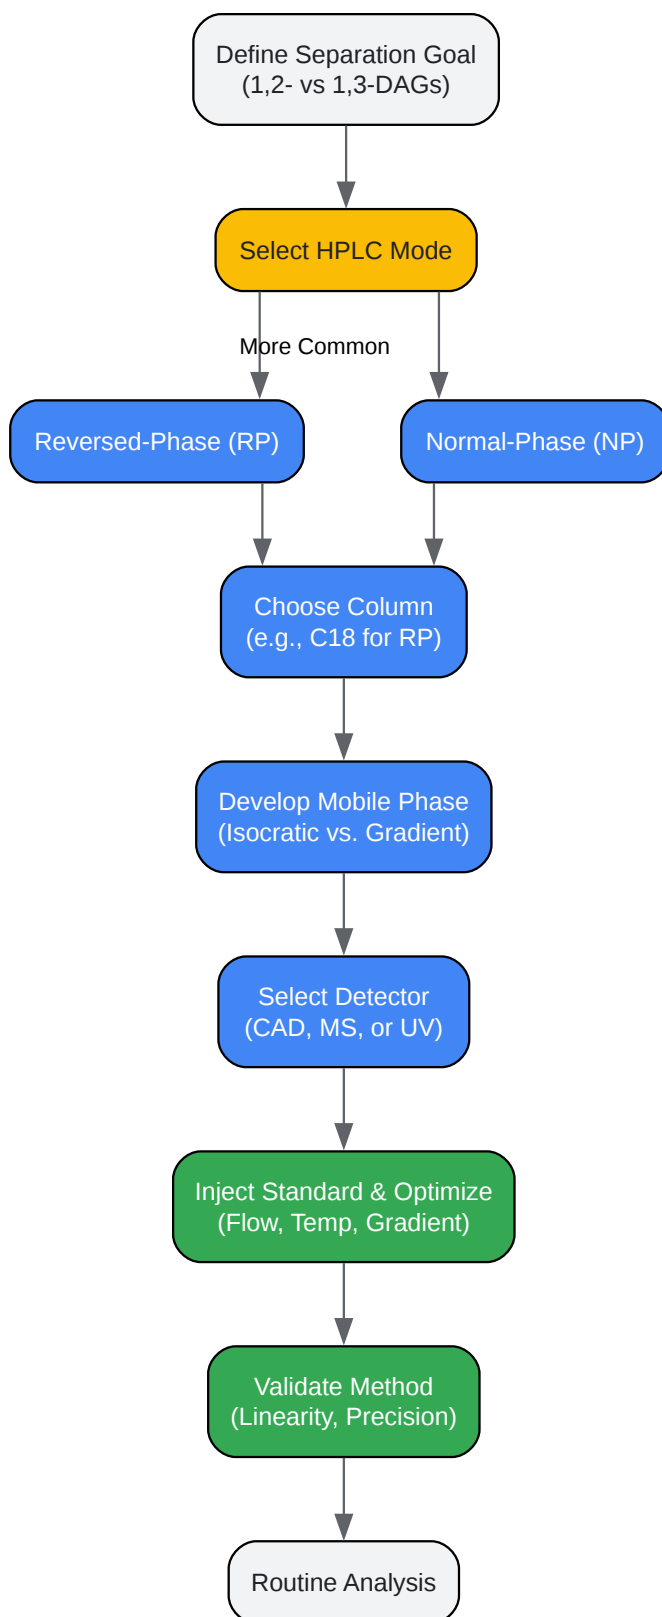 Define Separation Goal
(1,2- vs 1,3-DAGs)
Select HPLC Mode
More Common
Reversed-Phase (RP)
Normal-Phase (NP)
Choose Column
(e.g., C18 for RP)
Develop Mobile Phase
(Isocratic vs. Gradient)
Select Detector
(CAD, MS, or UV)
Inject Standard & Optimize
(Flow, Temp, Gradient)
Validate Method
(Linearity, Precision)
Routine Analysis